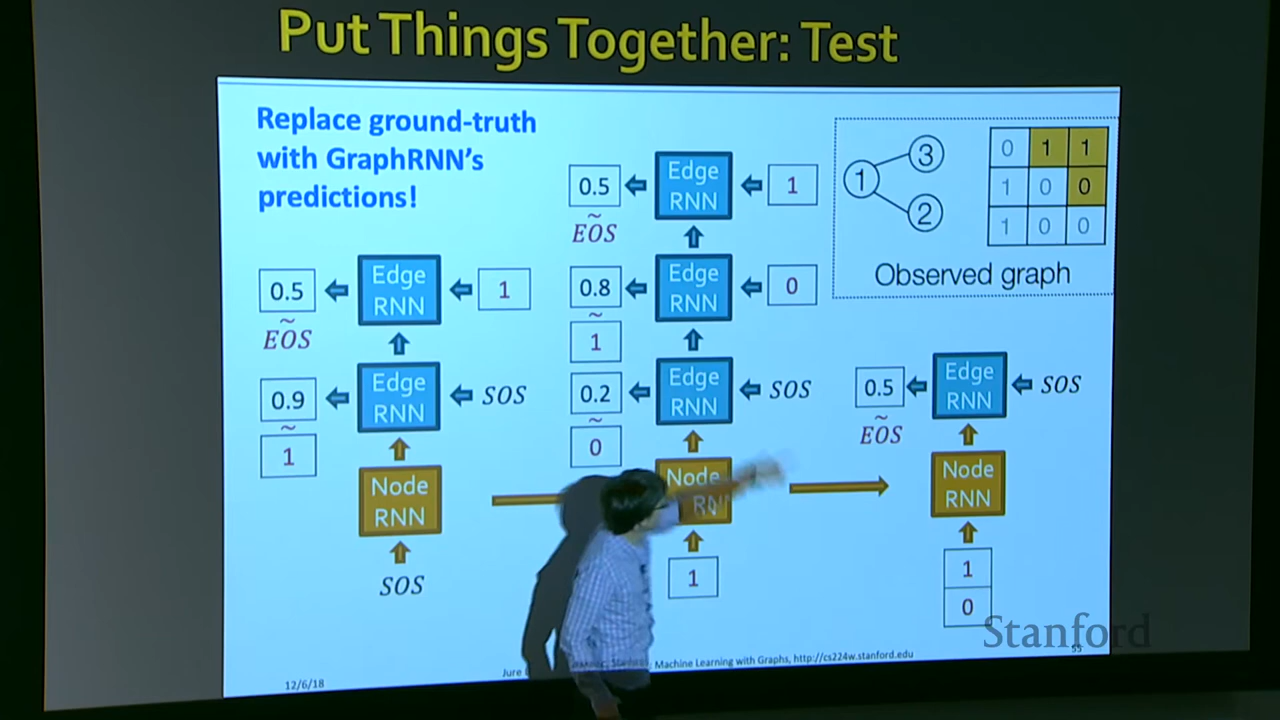 Put Things Together: Test
Replace ground-truth
with GraphRNN's
predictions!
0.5
Edge
RNN
1
EOS
0.9
Edge
RNN
SOS
1
Node
RNN
SOS
0.5
Edge
RNN
1
EOS
0.8
Edge
RNN
0
1
0.2
Edge
RNN
SOS
0
Node
RNN
1
0.5
Edge
RNN
SOS
EOS
Node
RNN
1
0
1
3
2
0 1 1
1 0 0
1 0 0
Observed graph
Stanford
12/6/18
Jure
Machine Learning with Graphs, http://cs224w.stanford.edu